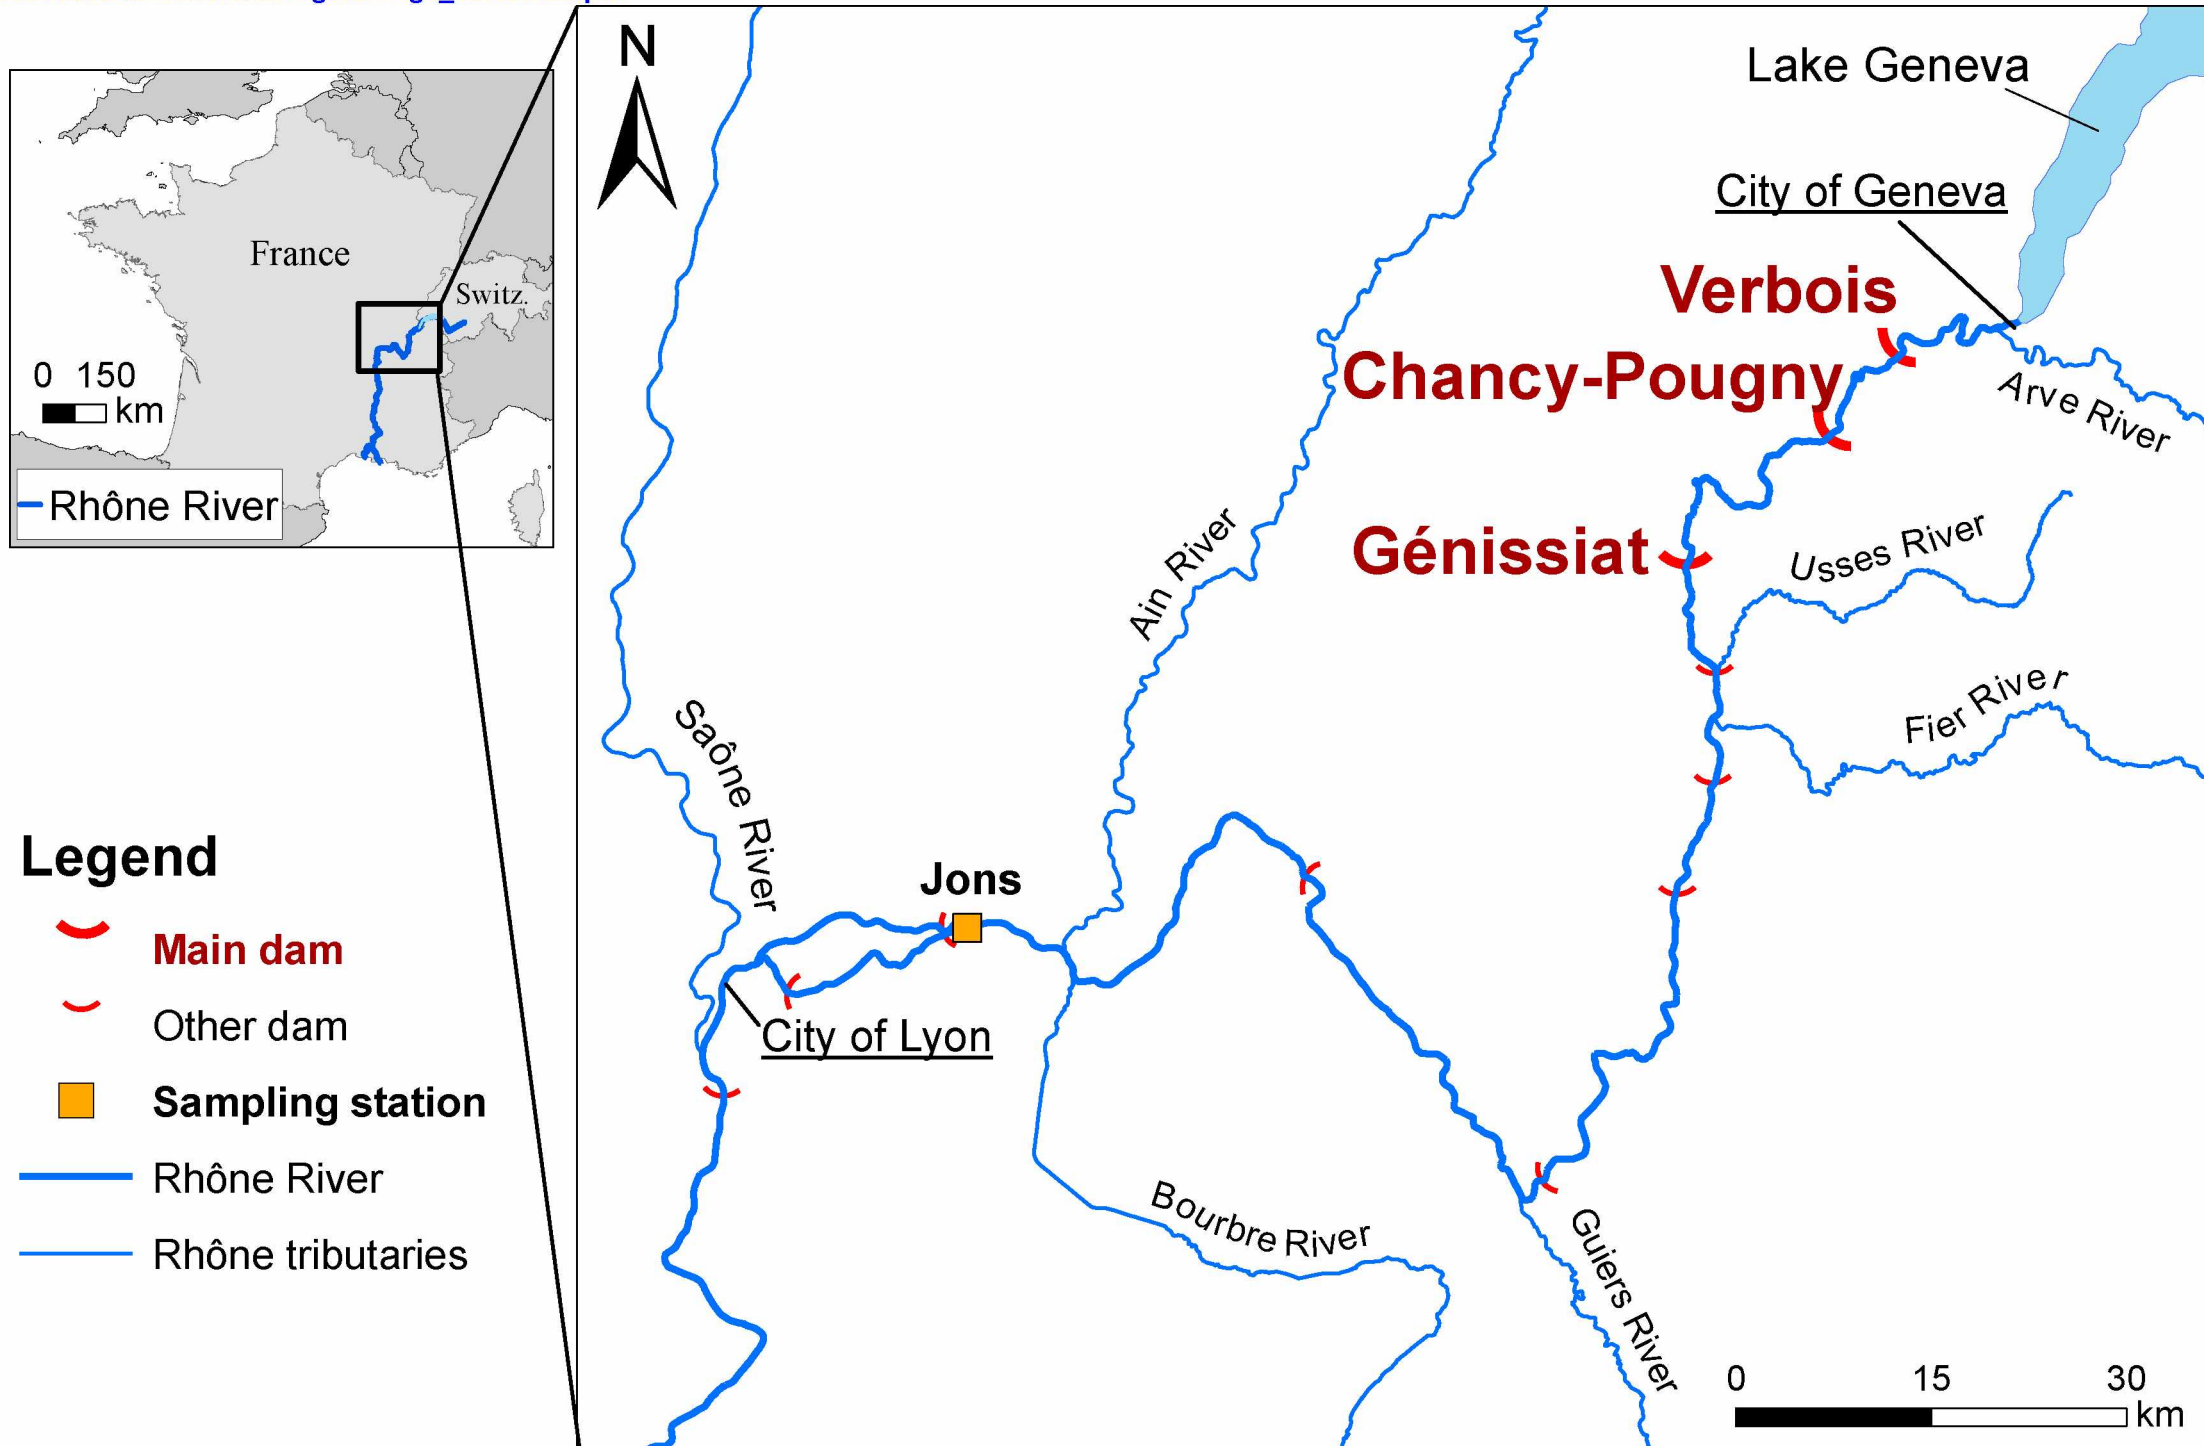 N
Lake Geneva
City of Geneva
France
Switz.
0 150
km
Rhône River
Verbois
Chancy-Pougny
Arve River
Génissiat
Usses River
Ain River
Fier River
Saône River
Jons
City of Lyon
Bourbre River
Guiers River
Legend
Main dam
Other dam
Sampling station
Rhône River
Rhône tributaries
0 15 30
km